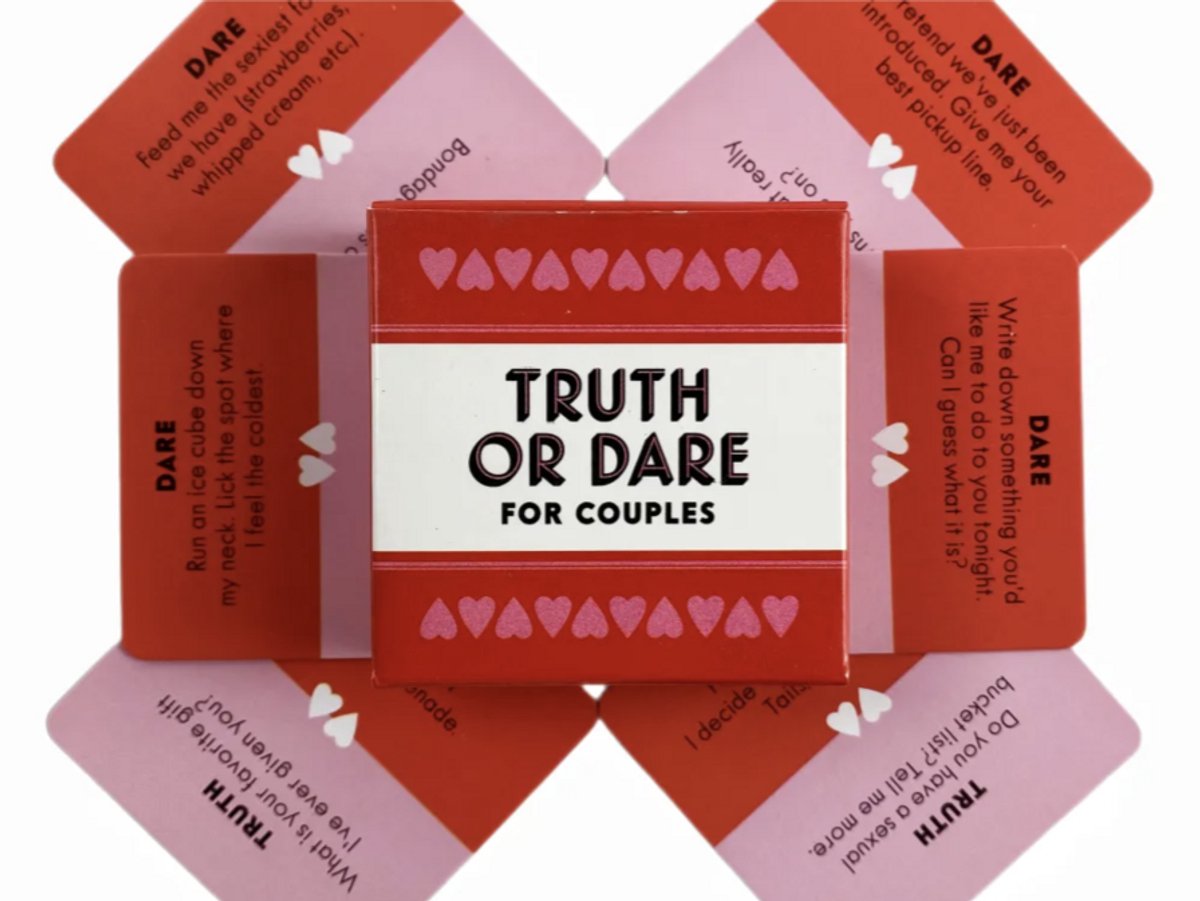 DARE
Feed me the sexiest
we have (strawberries,
whipped cream, etc.).
DARE
introduced. Give me your
best pickup line.
retend we've just been
really
on?
TRUTH
OR DARE
FOR COUPLES
DARE
Run an ice cube down
my neck. Lick the spot where
I feel the coldest.
DARE
Write down something you'd
like me to do to you tonight.
Can I guess what it is?
TRUTH
What is your favorite gift
I've ever given you?
I decide
Tails,
TRUTH
Do you have a sexual
bucket list? Tell me more.